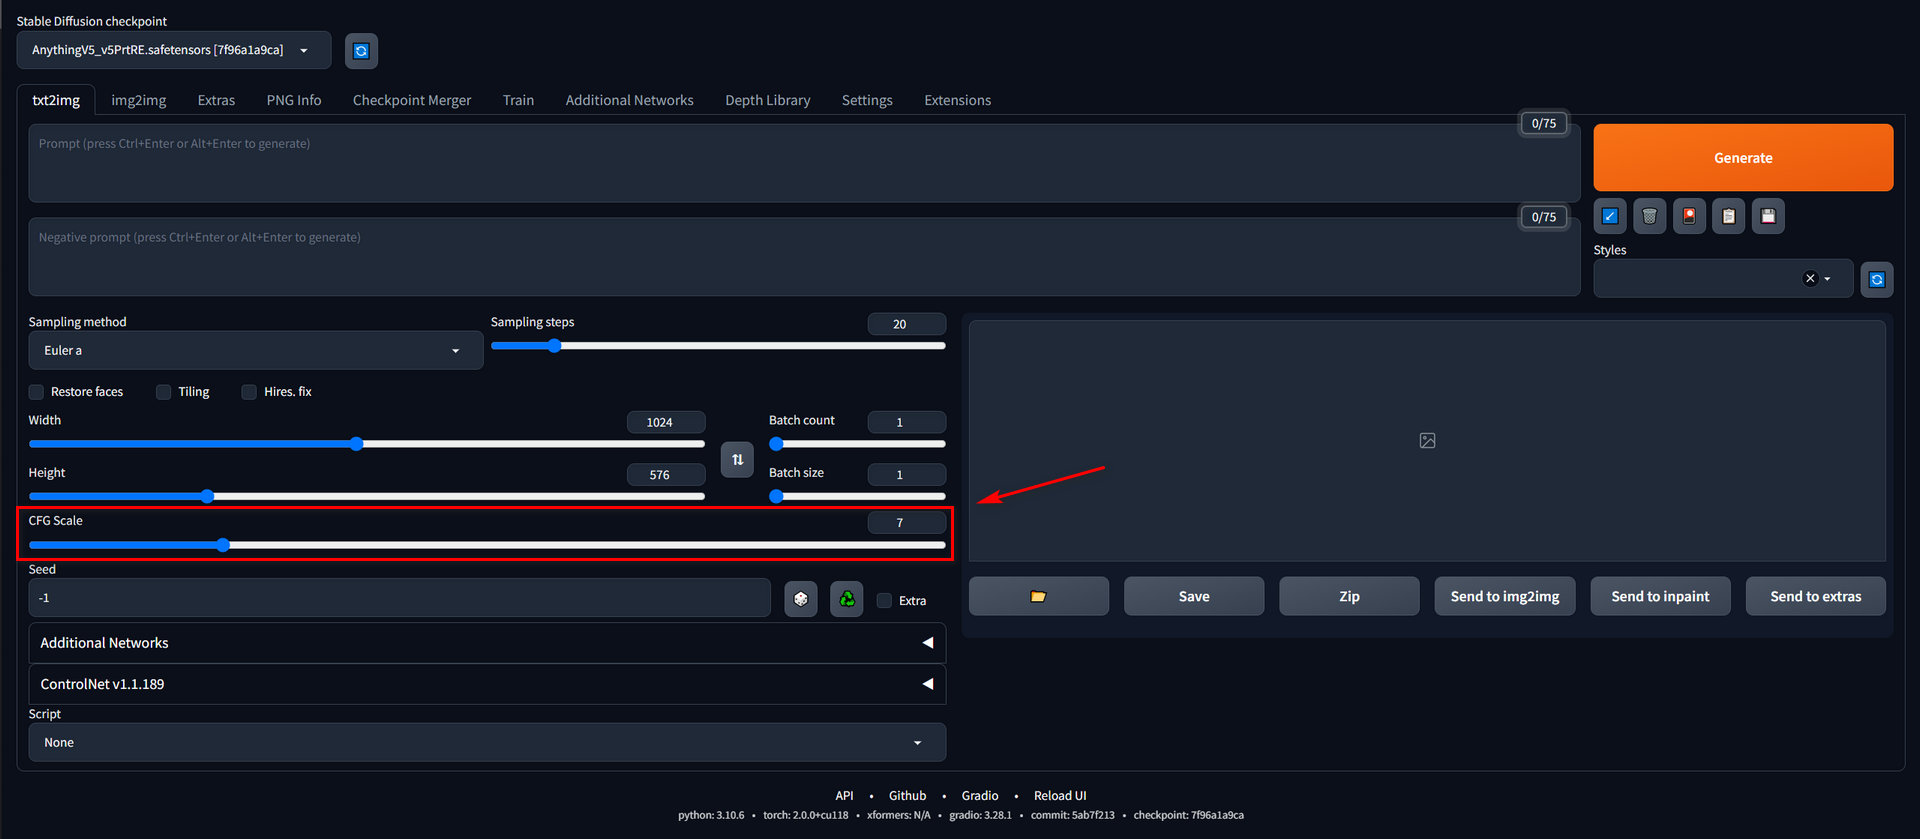 Stable Diffusion checkpoint
AnythingV5_v5PrtRE.safetensors [7f96a1a9ca]
txt2img img2img Extras PNG Info Checkpoint Merger Train Additional Networks Depth Library Settings Extensions
0/75
Prompt (press Ctrl+Enter or Alt+Enter to generate)
Generate
0/75
Negative prompt (press Ctrl+Enter or Alt+Enter to generate)
Styles
Sampling method
Euler a
Sampling steps
20
Restore faces Tiling Hires. fix
Width
1024
Batch count
1
Height
576
Batch size
1
CFG Scale
7
Seed
-1
Extra
Save Zip Send to img2img Send to inpaint Send to extras
Additional Networks
ControlNet v1.1.189
Script
None
API • Github • Gradio • Reload UI
python: 3.10.6 • torch: 2.0.0+cu118 • xformers: N/A • gradio: 3.28.1 • commit: 5ab7f213 • checkpoint: 7f96a1a9ca